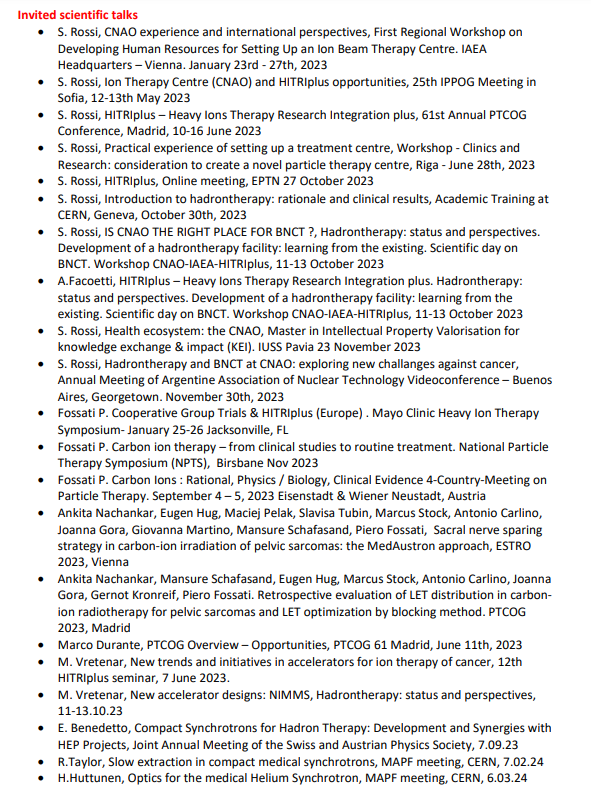 Invited scientific talks
• S. Rossi, CNAO experience and international perspectives, First Regional Workshop on
Developing Human Resources for Setting Up an Ion Beam Therapy Centre. IAEA
Headquarters – Vienna. January 23rd - 27th, 2023
• S. Rossi, Ion Therapy Centre (CNAO) and HITRIplus opportunities, 25th IPPOG Meeting in
Sofia, 12-13th May 2023
• S. Rossi, HITRIplus – Heavy Ions Therapy Research Integration plus, 61st Annual PTCOG
Conference, Madrid, 10-16 June 2023
• S. Rossi, Practical experience of setting up a treatment centre, Workshop - Clinics and
Research: consideration to create a novel particle therapy centre, Riga - June 28th, 2023
• S. Rossi, HITRIplus, Online meeting, EPTN 27 October 2023
• S. Rossi, Introduction to hadrontherapy: rationale and clinical results, Academic Training at
CERN, Geneva, October 30th, 2023
• S. Rossi, IS CNAO THE RIGHT PLACE FOR BNCT ?, Hadrontherapy: status and perspectives.
Development of a hadrontherapy facility: learning from the existing. Scientific day on
BNCT. Workshop CNAO-IAEA-HITRIplus, 11-13 October 2023
• A.Facoetti, HITRIplus – Heavy Ions Therapy Research Integration plus. Hadrontherapy:
status and perspectives. Development of a hadrontherapy facility: learning from the
existing. Scientific day on BNCT. Workshop CNAO-IAEA-HITRIplus, 11-13 October 2023
• S. Rossi, Health ecosystem: the CNAO, Master in Intellectual Property Valorisation for
knowledge exchange & impact (KEI). IUSS Pavia 23 November 2023
• S. Rossi, Hadrontherapy and BNCT at CNAO: exploring new challanges against cancer,
Annual Meeting of Argentine Association of Nuclear Technology Videoconference – Buenos
Aires, Georgetown. November 30th, 2023
• Fossati P. Cooperative Group Trials & HITRIplus (Europe) . Mayo Clinic Heavy Ion Therapy
Symposium- January 25-26 Jacksonville, FL
• Fossati P. Carbon ion therapy – from clinical studies to routine treatment. National Particle
Therapy Symposium (NPTS), Birsbane Nov 2023
• Fossati P. Carbon Ions : Rational, Physics / Biology, Clinical Evidence 4-Country-Meeting on
Particle Therapy. September 4 – 5, 2023 Eisenstadt & Wiener Neustadt, Austria
• Ankita Nachankar, Eugen Hug, Maciej Pelak, Slavisa Tubin, Marcus Stock, Antonio Carlino,
Joanna Gora, Giovanna Martino, Mansure Schafasand, Piero Fossati, Sacral nerve sparing
strategy in carbon-ion irradiation of pelvic sarcomas: the MedAustron approach, ESTRO
2023, Vienna
• Ankita Nachankar, Mansure Schafasand, Eugen Hug, Marcus Stock, Antonio Carlino, Joanna
Gora, Gernot Kronreif, Piero Fossati. Retrospective evaluation of LET distribution in carbon-
ion radiotherapy for pelvic sarcomas and LET optimization by blocking method. PTCOG
2023, Madrid
• Marco Durante, PTCOG Overview – Opportunities, PTCOG 61 Madrid, June 11th, 2023
• M. Vretenar, New trends and initiatives in accelerators for ion therapy of cancer, 12th
HITRIplus seminar, 7 June 2023.
• M. Vretenar, New accelerator designs: NIMMS, Hadrontherapy: status and perspectives,
11-13.10.23
• E. Benedetto, Compact Synchrotrons for Hadron Therapy: Development and Synergies with
HEP Projects, Joint Annual Meeting of the Swiss and Austrian Physics Society, 7.09.23
• R.Taylor, Slow extraction in compact medical synchrotrons, MAPF meeting, CERN, 7.02.24
• H.Huttunen, Optics for the medical Helium Synchrotron, MAPF meeting, CERN, 6.03.24